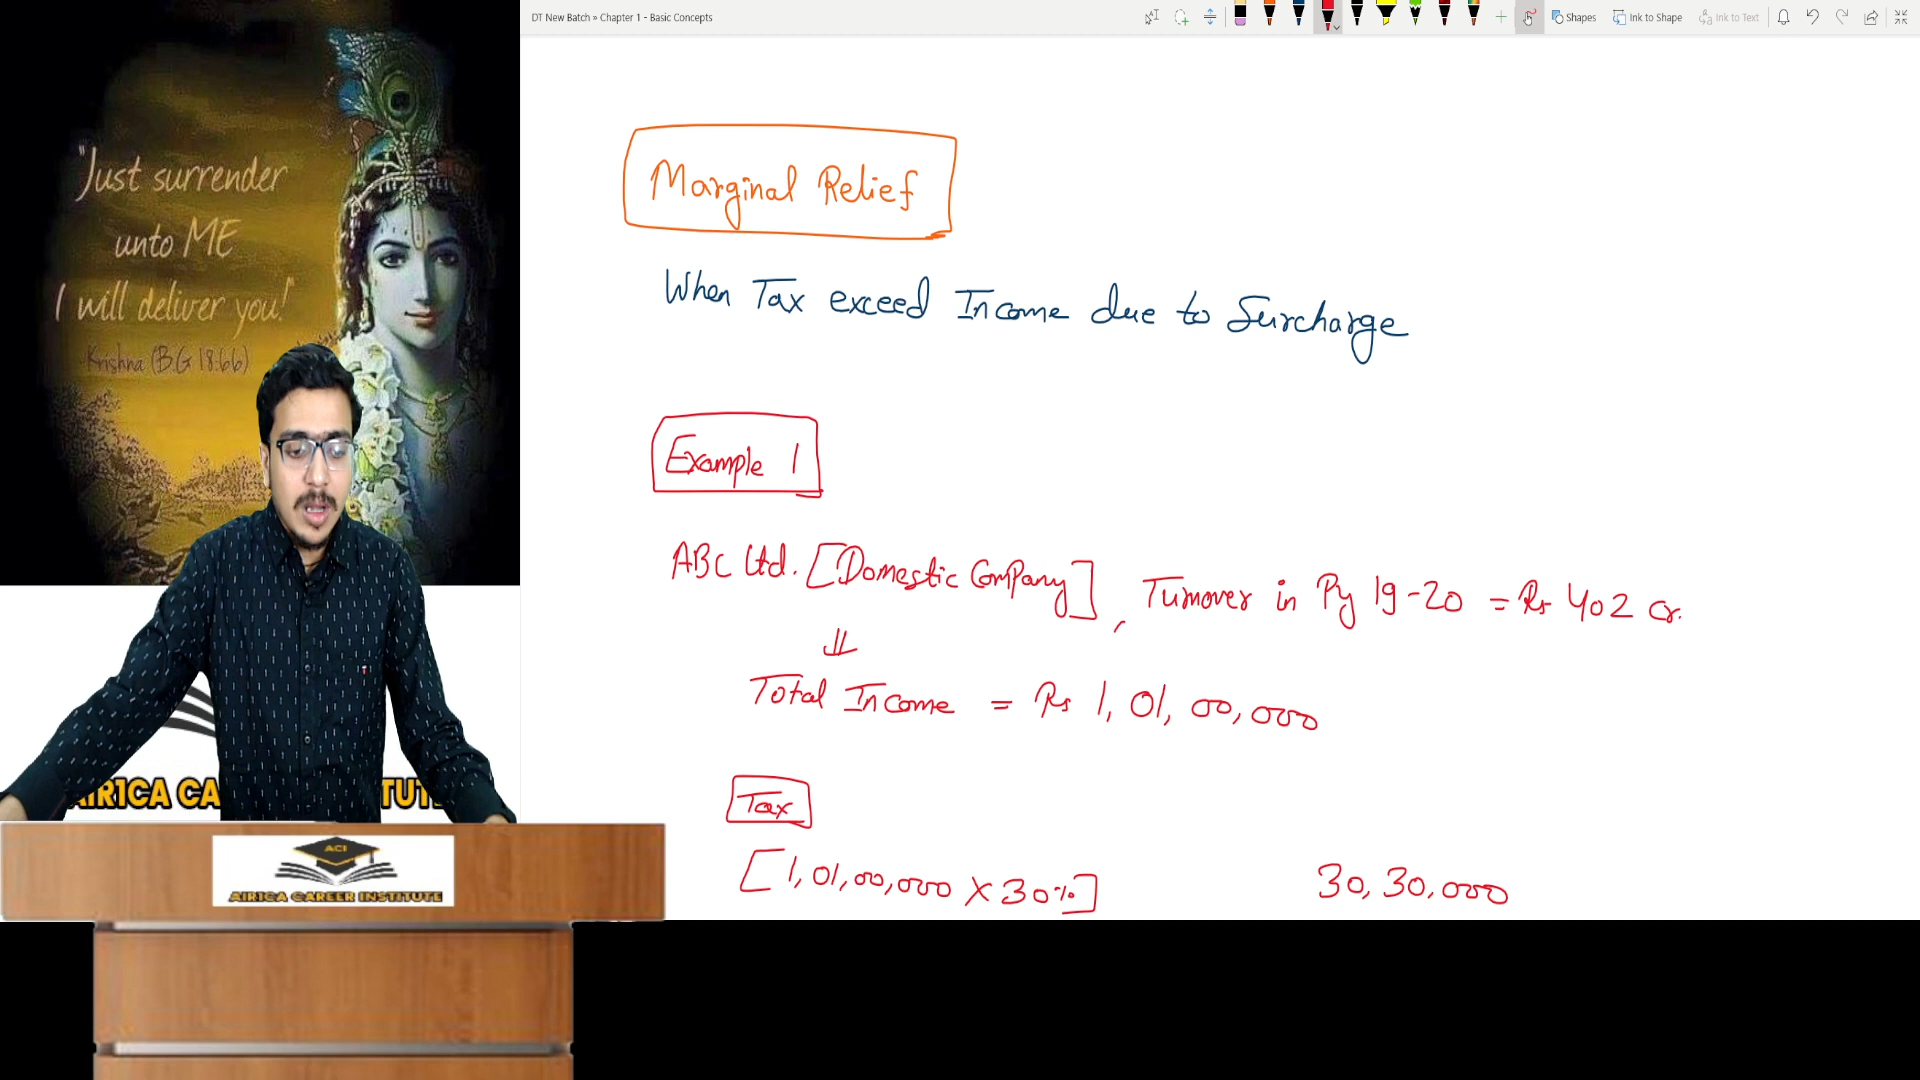 DT New Batch » Chapter 1 - Basic Concepts
Shapes
Ink to Shape
Ink to Text
"Just surrender
unto ME
I will deliver you!"
- Krishna (B.G 18:66)
Marginal Relief
When Tax exceed Income due to Surcharge
Example 1
ABC Ltd. [Domestic Company], Turnover in Py 19-20 = Rs 402 Cr.
Total Income = Rs 1,01,00,000
Tax
[1,01,00,000 X 30%] 30,30,000
AIRICA CA TUT
ACI
AIRICA CAREER INSTITUTE